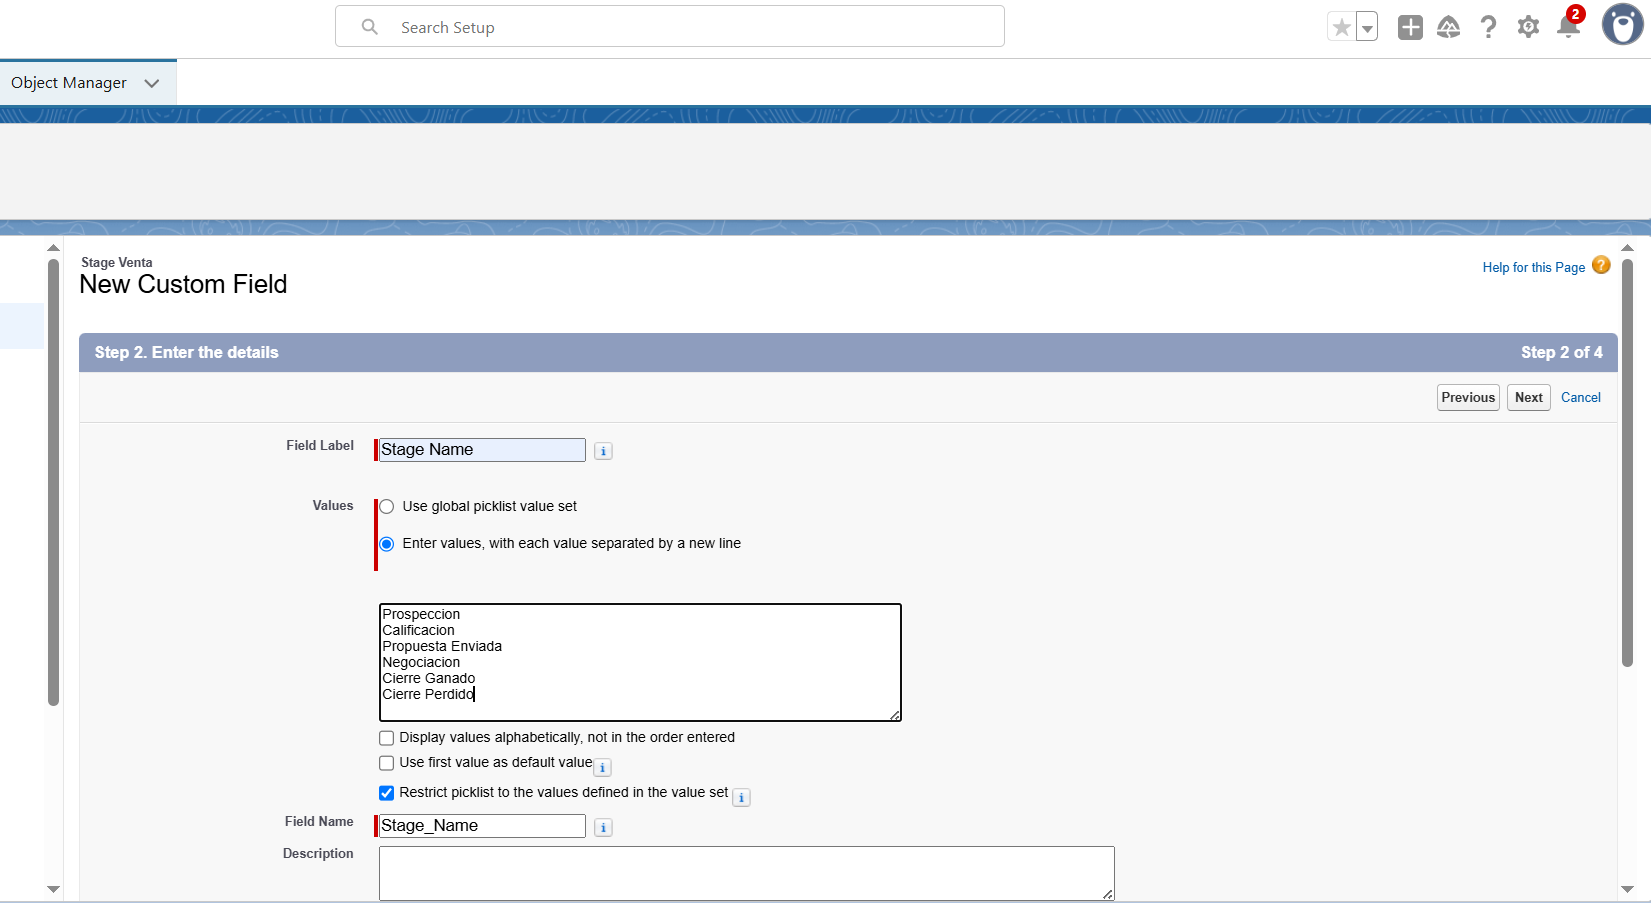 Search Setup
2
Object Manager
Stage Venta
New Custom Field
Help for this Page ?
Step 2. Enter the details
Step 2 of 4
Previous
Next
Cancel
Field Label
Stage Name
i
Values
Use global picklist value set
Enter values, with each value separated by a new line
Prospeccion
Calificacion
Propuesta Enviada
Negociacion
Cierre Ganado
Cierre Perdido
Display values alphabetically, not in the order entered
Use first value as default value
i
Restrict picklist to the values defined in the value set
i
Field Name
Stage_Name
i
Description